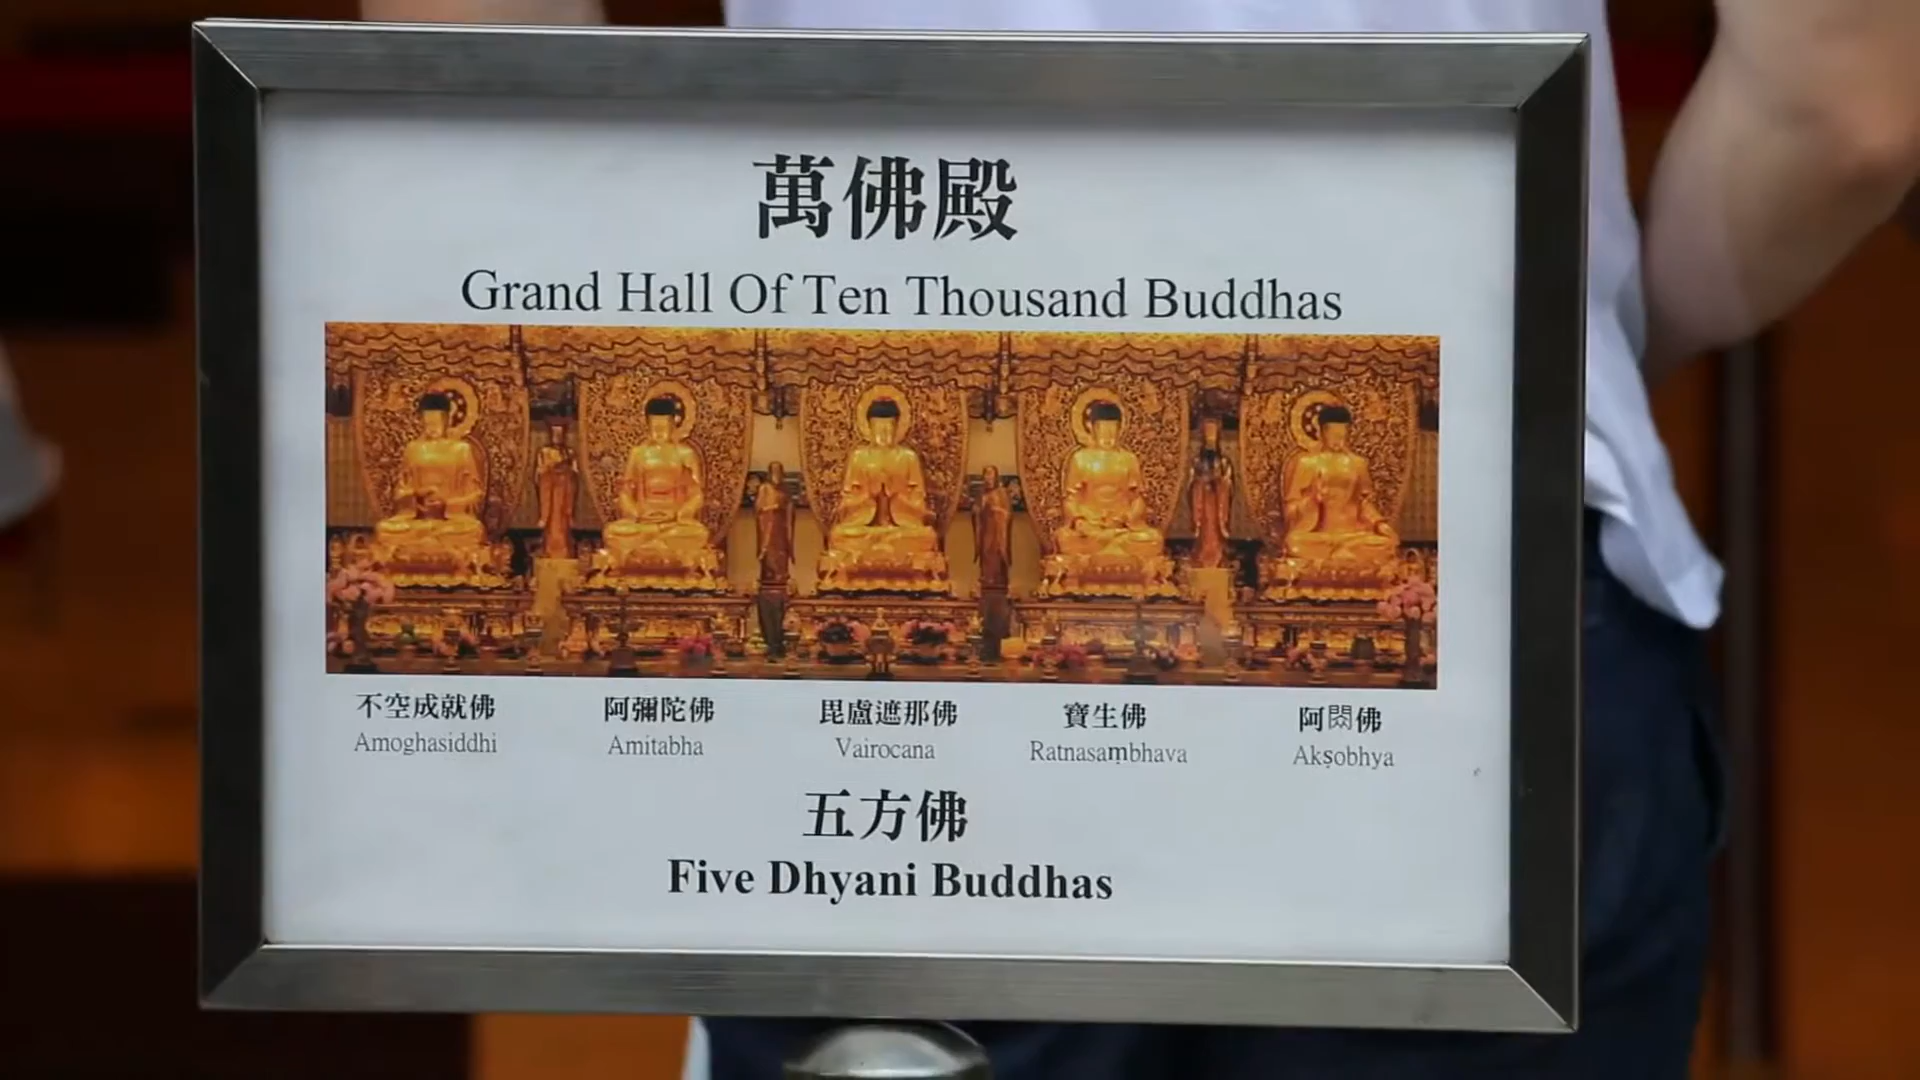 萬佛殿
Grand Hall Of Ten Thousand Buddhas
不空成就佛 阿彌陀佛 毘盧遮那佛 寶生佛 阿閦佛
Amoghasiddhi Amitabha Vairocana Ratnasaṃbhava Akṣobhya
五方佛
Five Dhyani Buddhas